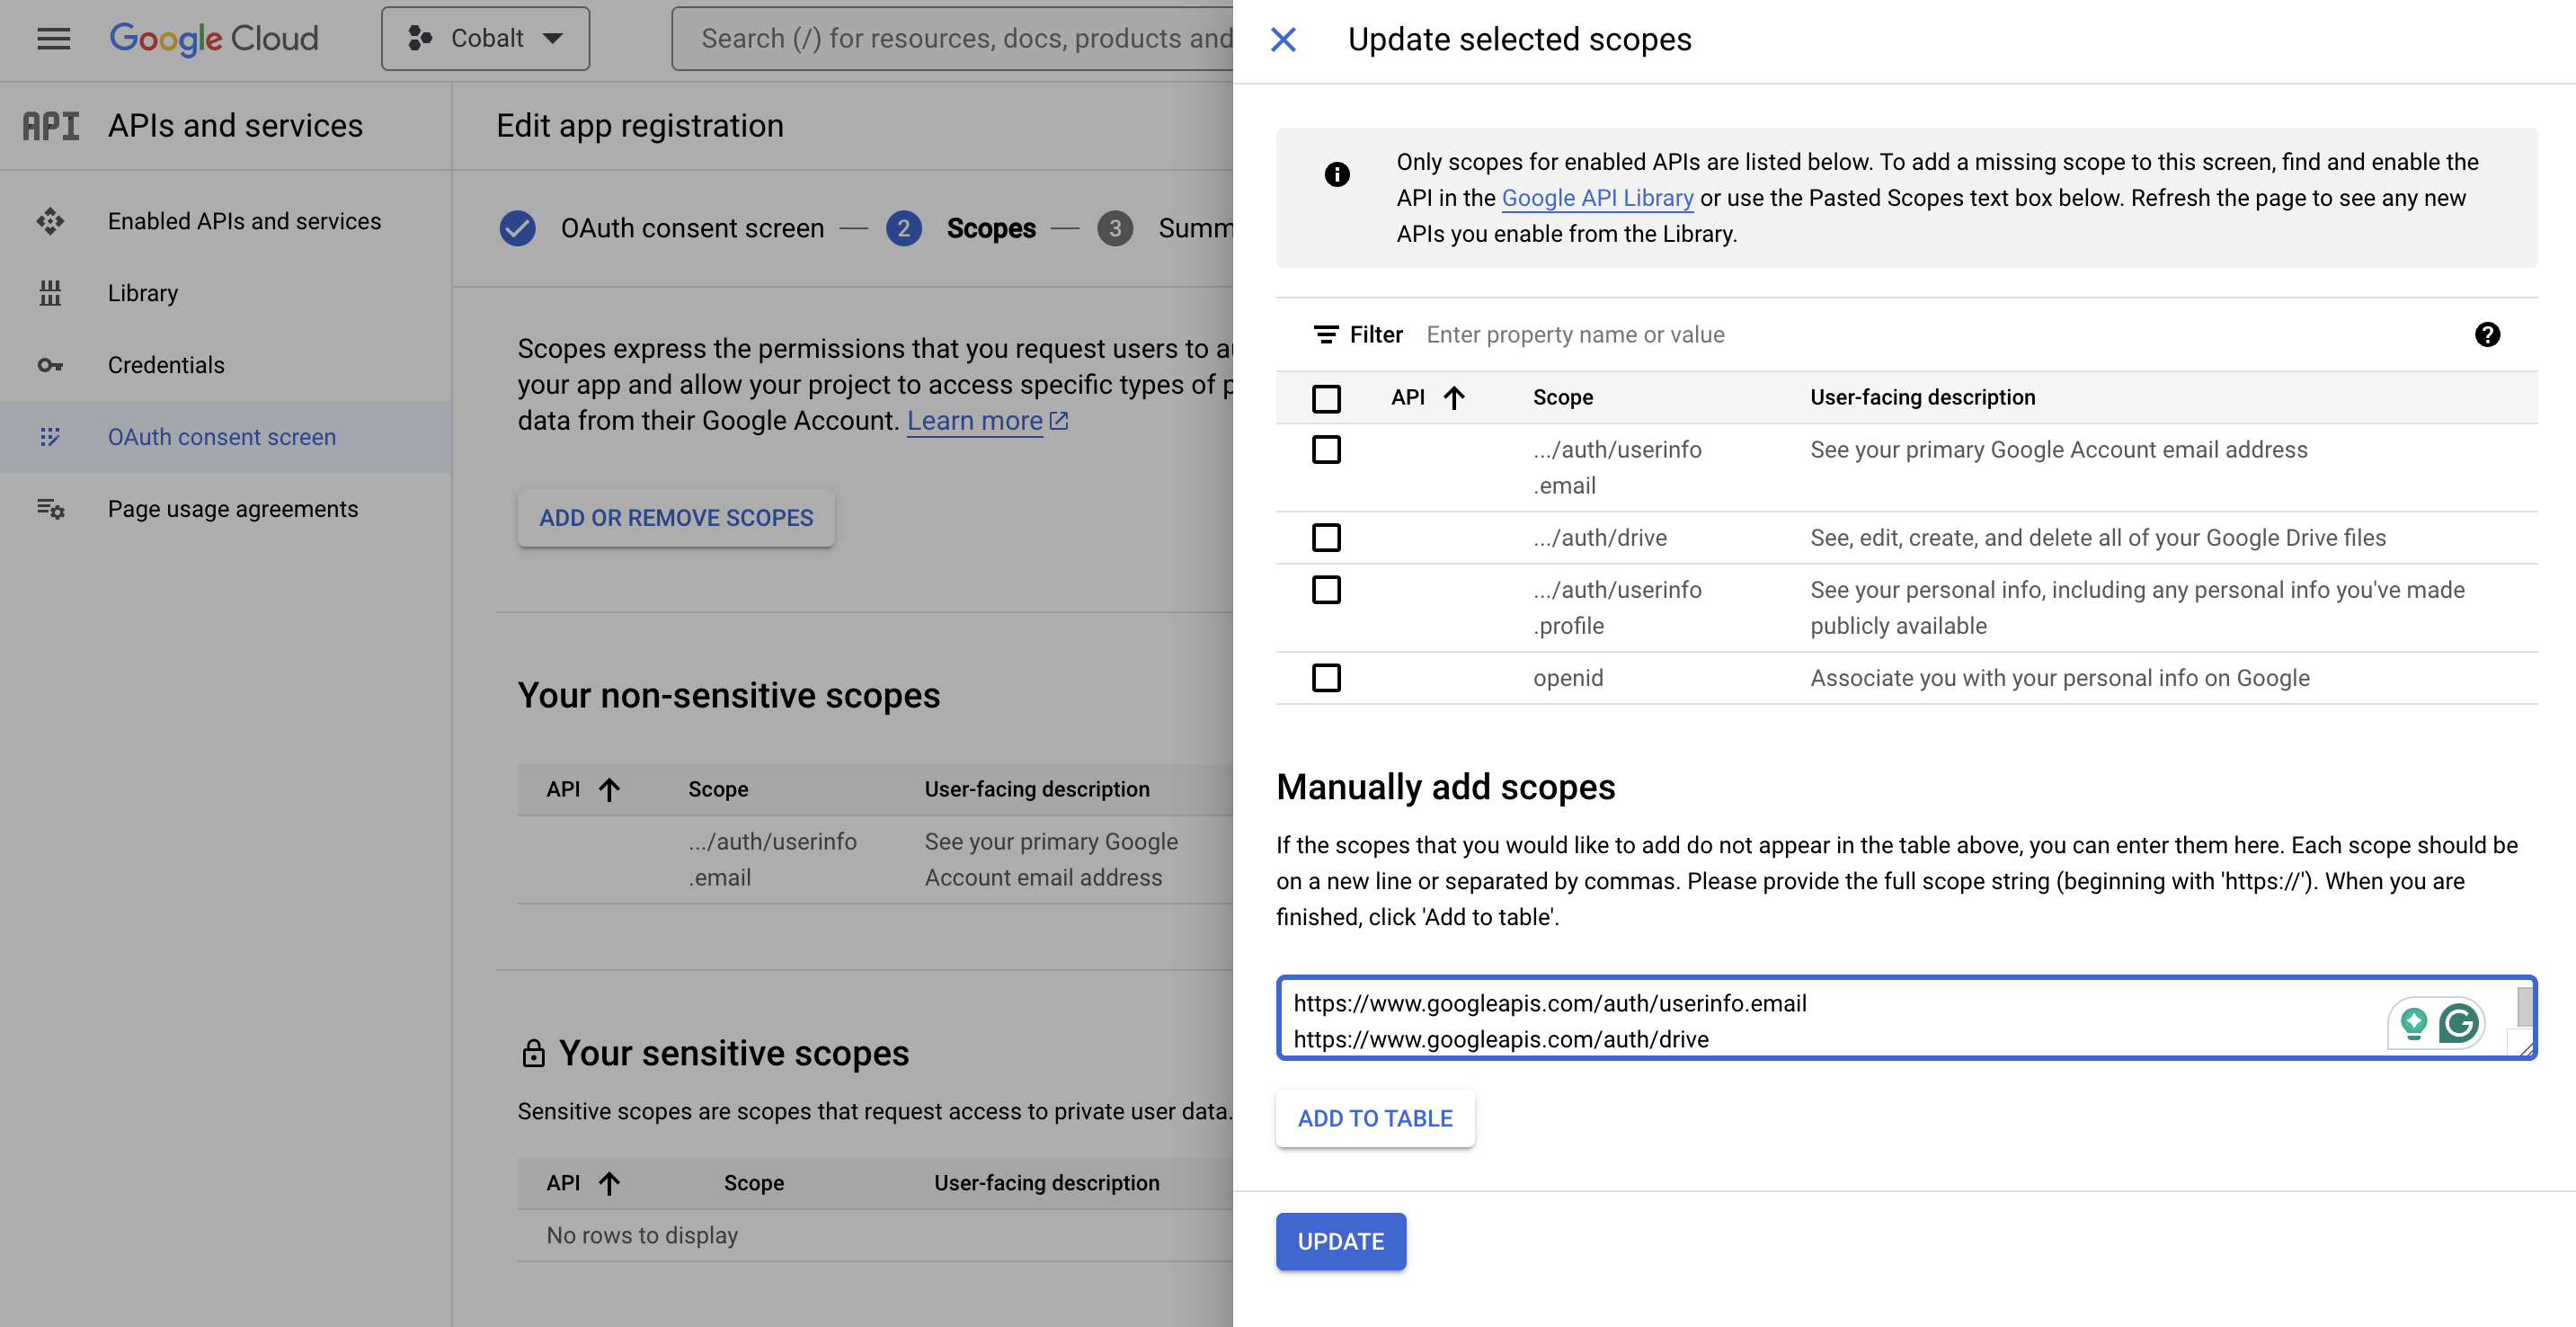 Google Cloud
Cobalt
Search (/) for resources, docs, products and
API APIs and services
Enabled APIs and services
Library
Credentials
OAuth consent screen
Page usage agreements
Edit app registration
OAuth consent screen — 2 Scopes — 3 Summ
Scopes express the permissions that you request users to a
your app and allow your project to access specific types of p
data from their Google Account. Learn more
ADD OR REMOVE SCOPES
Your non-sensitive scopes
API Scope User-facing description
.../auth/userinfo See your primary Google
.email Account email address
Your sensitive scopes
Sensitive scopes are scopes that request access to private user data.
API Scope User-facing description
No rows to display
Update selected scopes
Only scopes for enabled APIs are listed below. To add a missing scope to this screen, find and enable the
API in the Google API Library or use the Pasted Scopes text box below. Refresh the page to see any new
APIs you enable from the Library.
Filter Enter property name or value
API Scope User-facing description
.../auth/userinfo See your primary Google Account email address
.email
.../auth/drive See, edit, create, and delete all of your Google Drive files
.../auth/userinfo See your personal info, including any personal info you've made
.profile publicly available
openid Associate you with your personal info on Google
Manually add scopes
If the scopes that you would like to add do not appear in the table above, you can enter them here. Each scope should be
on a new line or separated by commas. Please provide the full scope string (beginning with 'https://'). When you are
finished, click 'Add to table'.
https://www.googleapis.com/auth/userinfo.email
https://www.googleapis.com/auth/drive
ADD TO TABLE
UPDATE